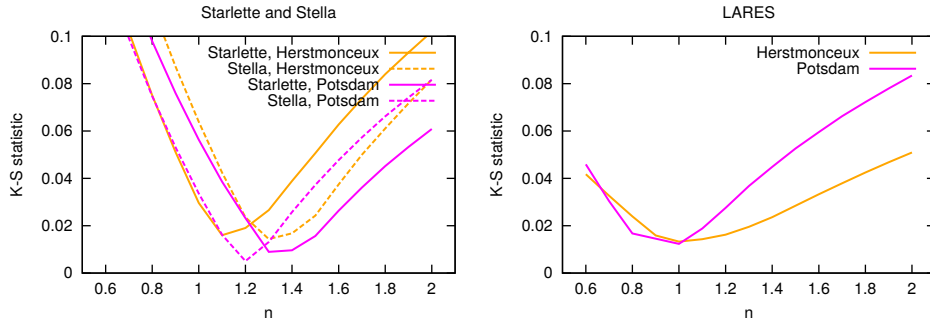 Starlette and Stella
0.1
0.08
0.06
0.04
0.02
0
K-S statistic
0.6 0.8 1 1.2 1.4 1.6 1.8 2
n
Starlette, Herstmonceux
Stella, Herstmonceux
Starlette, Potsdam
Stella, Potsdam
LARES
0.1
0.08
0.06
0.04
0.02
0
K-S statistic
0.6 0.8 1 1.2 1.4 1.6 1.8 2
n
Herstmonceux
Potsdam